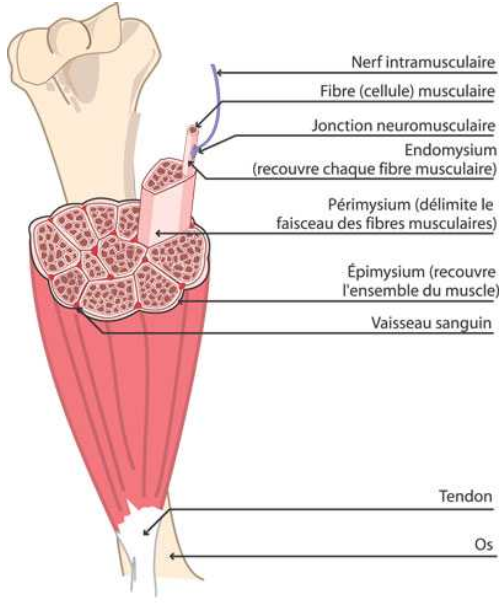 Nerf intramusculaire
Fibre (cellule) musculaire
Jonction neuromusculaire
Endomysium
(recouvre chaque fibre musculaire)
Périmysium (délimite le
faisceau des fibres musculaires)
Épimysium (recouvre
l'ensemble du muscle)
Vaisseau sanguin
Tendon
Os